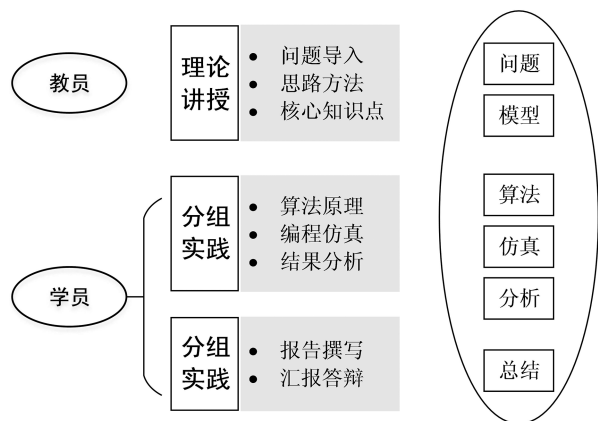 教员
理论
讲授
• 问题导入
• 思路方法
• 核心知识点
学员
分组
实践
• 算法原理
• 编程仿真
• 结果分析
分组
实践
• 报告撰写
• 汇报答辩
问题
模型
算法
仿真
分析
总结